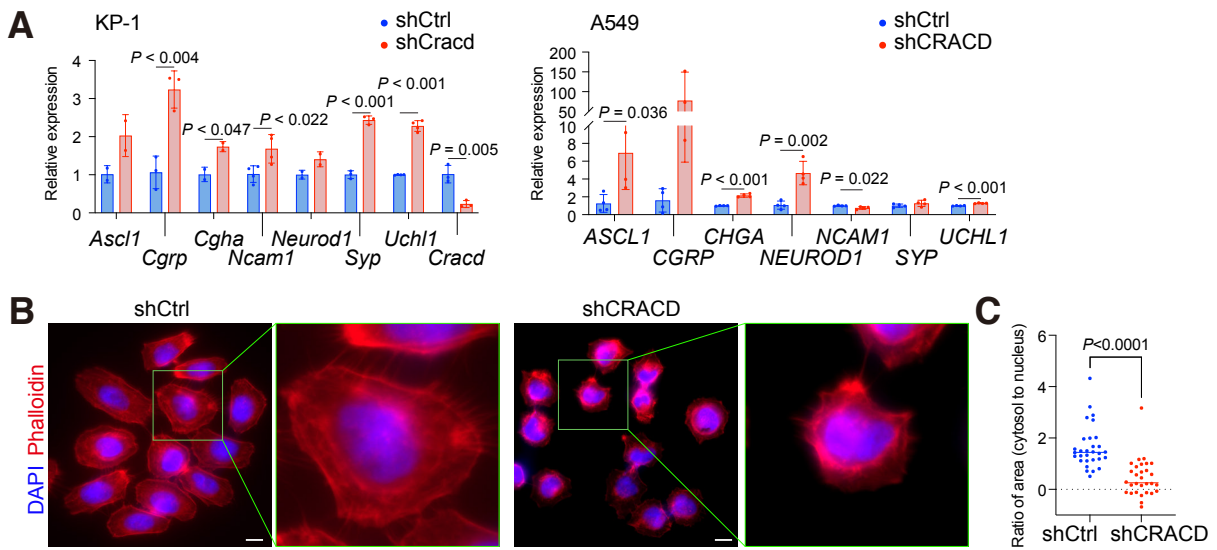 A
KP-1
shCtrl
shCracd
Relative expression
4
3
2
1
0
P < 0.004
P < 0.047
P < 0.022
P < 0.001
P < 0.001
P = 0.005
Ascl1
Cgrp
Cgha
Ncam1
Neurod1
Syp
Uchl1
Cracd
A549
shCtrl
shCRACD
Relative expression
200
150
100
50
10
8
6
4
2
0
P = 0.036
P < 0.001
P = 0.002
P = 0.022
P < 0.001
ASCL1
CGRP
CHGA
NEUROD1
NCAM1
SYP
UCHL1
B
shCtrl
shCRACD
DAPI Phalloidin
C
Ratio of area (cytosol to nucleus)
6
4
2
0
P<0.0001
shCtrl
shCRACD